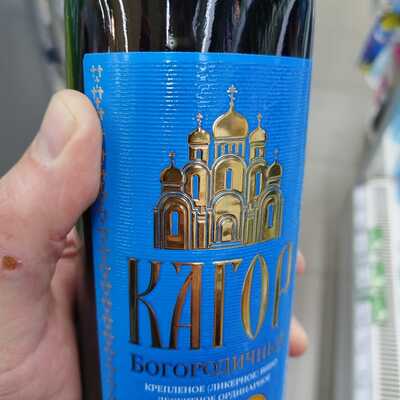 КАГОР
БОГОРОДИЧНЫЙ
КРЕПЛЕНОЕ (ЛИКЕРНОЕ) ВИНО
ДЕСЕРТНОЕ ОРДИНАРНОЕ